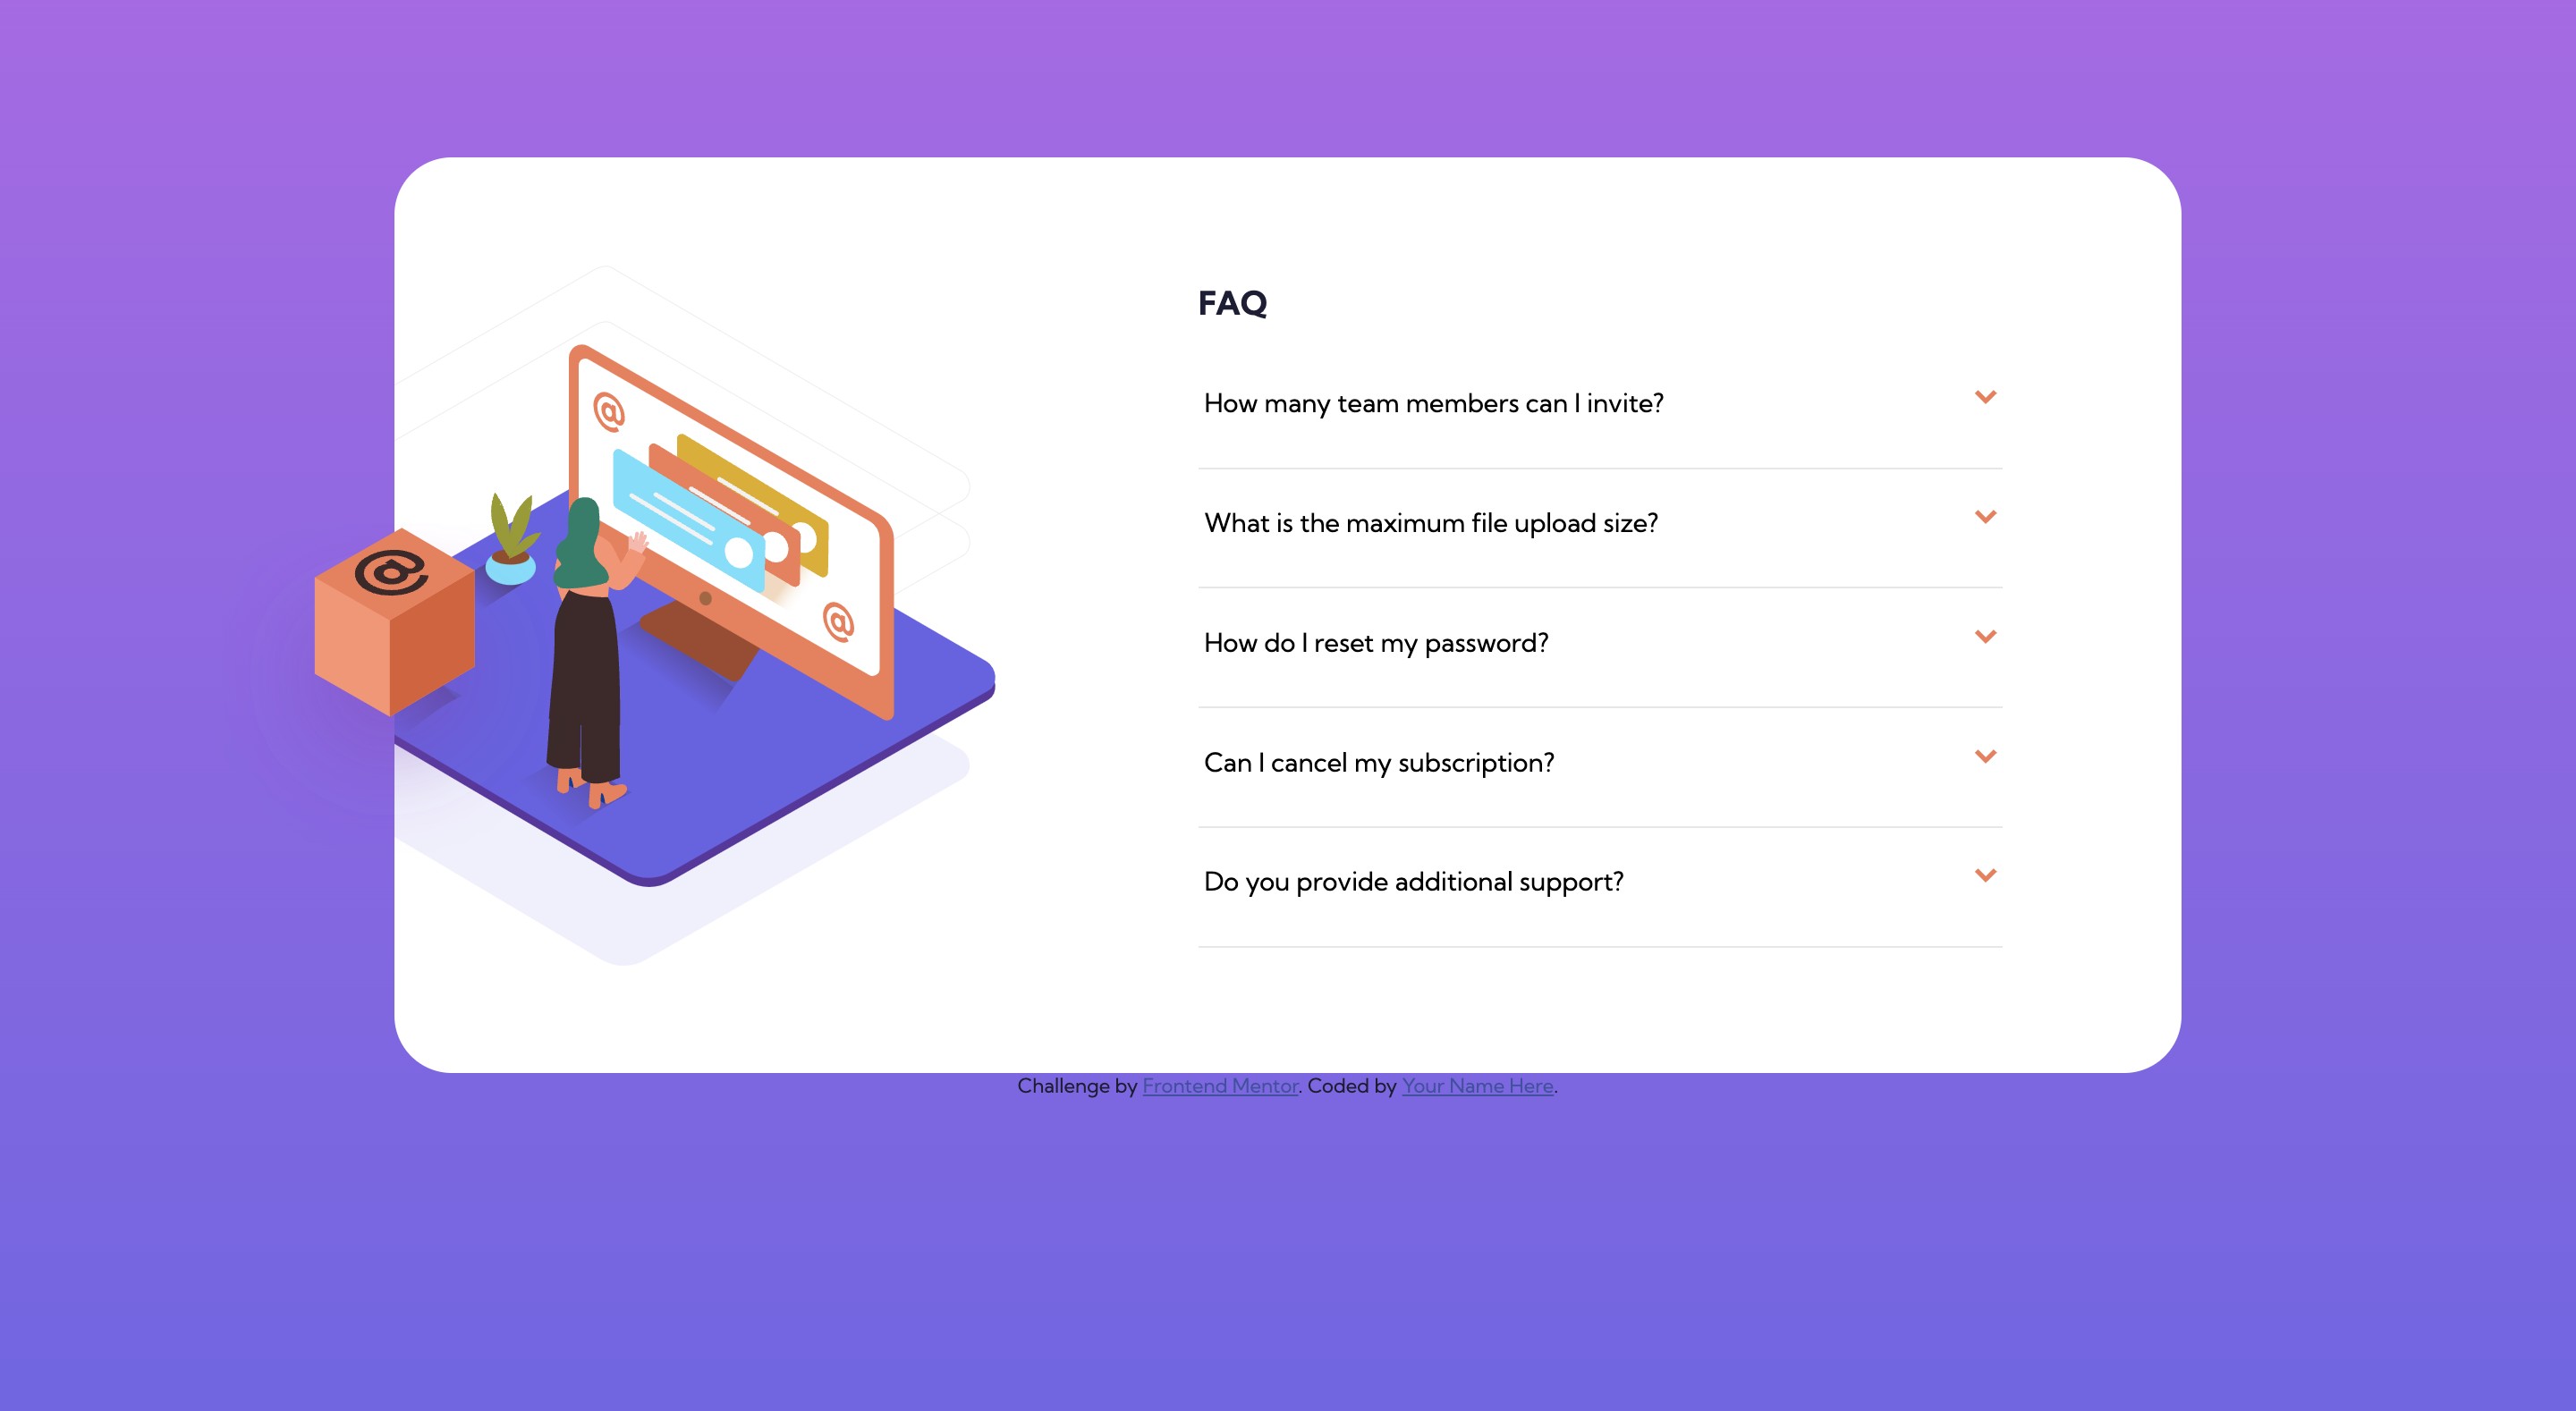 FAQ
How many team members can I invite?
What is the maximum file upload size?
How do I reset my password?
Can I cancel my subscription?
Do you provide additional support?
@
@
@
Challenge by Frontend Mentor. Coded by Your Name Here.